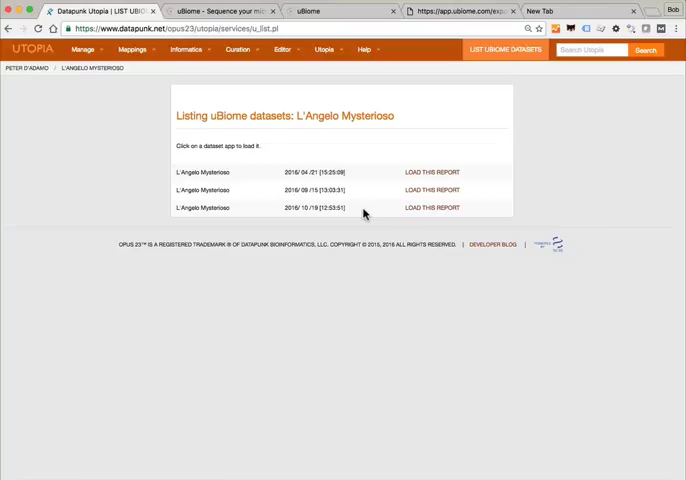 Datapunk Utopia | LIST UBIO
uBiome - Sequence your mic
uBiome
https://app.ubiome.com/exp
New Tab
Bob
https://www.datapunk.net/opus23/utopia/services/u_list.pl
UTOPIA
Manage
Mappings
Informatics
Curation
Editor
Utopia
Help
LIST UBIOME DATASETS
Search Utopia
Search
PETER D'ADAMO
L'ANGELO MYSTERIOSO
Listing uBiome datasets: L'Angelo Mysterioso
Click on a dataset app to load it.
L'Angelo Mysterioso 2016/ 04 /21 [15:25:09] LOAD THIS REPORT
L'Angelo Mysterioso 2016/ 09 /15 [13:03:31] LOAD THIS REPORT
L'Angelo Mysterioso 2016/ 10 /19 [12:53:51] LOAD THIS REPORT
OPUS 23™ IS A REGISTERED TRADEMARK ® OF DATAPUNK BIOINFORMATICS, LLC. COPYRIGHT © 2015, 2016 ALL RIGHTS RESERVED. | DEVELOPER BLOG |
POWERED BY